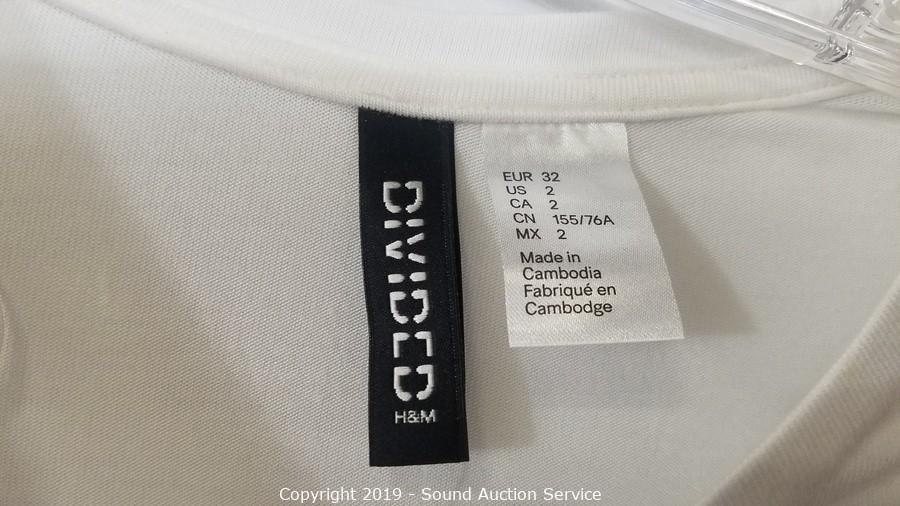 DIVIDED
H&M
EUR 32
US 2
CA 2
CN 155/76A
MX 2
Made in
Cambodia
Fabriqué en
Cambodge
Copyright 2019 - Sound Auction Service